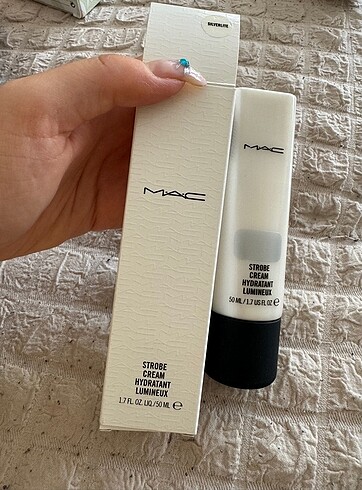 SILVERLITE
MAC
STROBE
CREAM
HYDRATANT
LUMINEUX
1.7 FL. OZ. LIQ./50 ML ℮
MAC
STROBE
CREAM
HYDRATANT
LUMINEUX
50 ML / 1.7 US FL OZ ℮